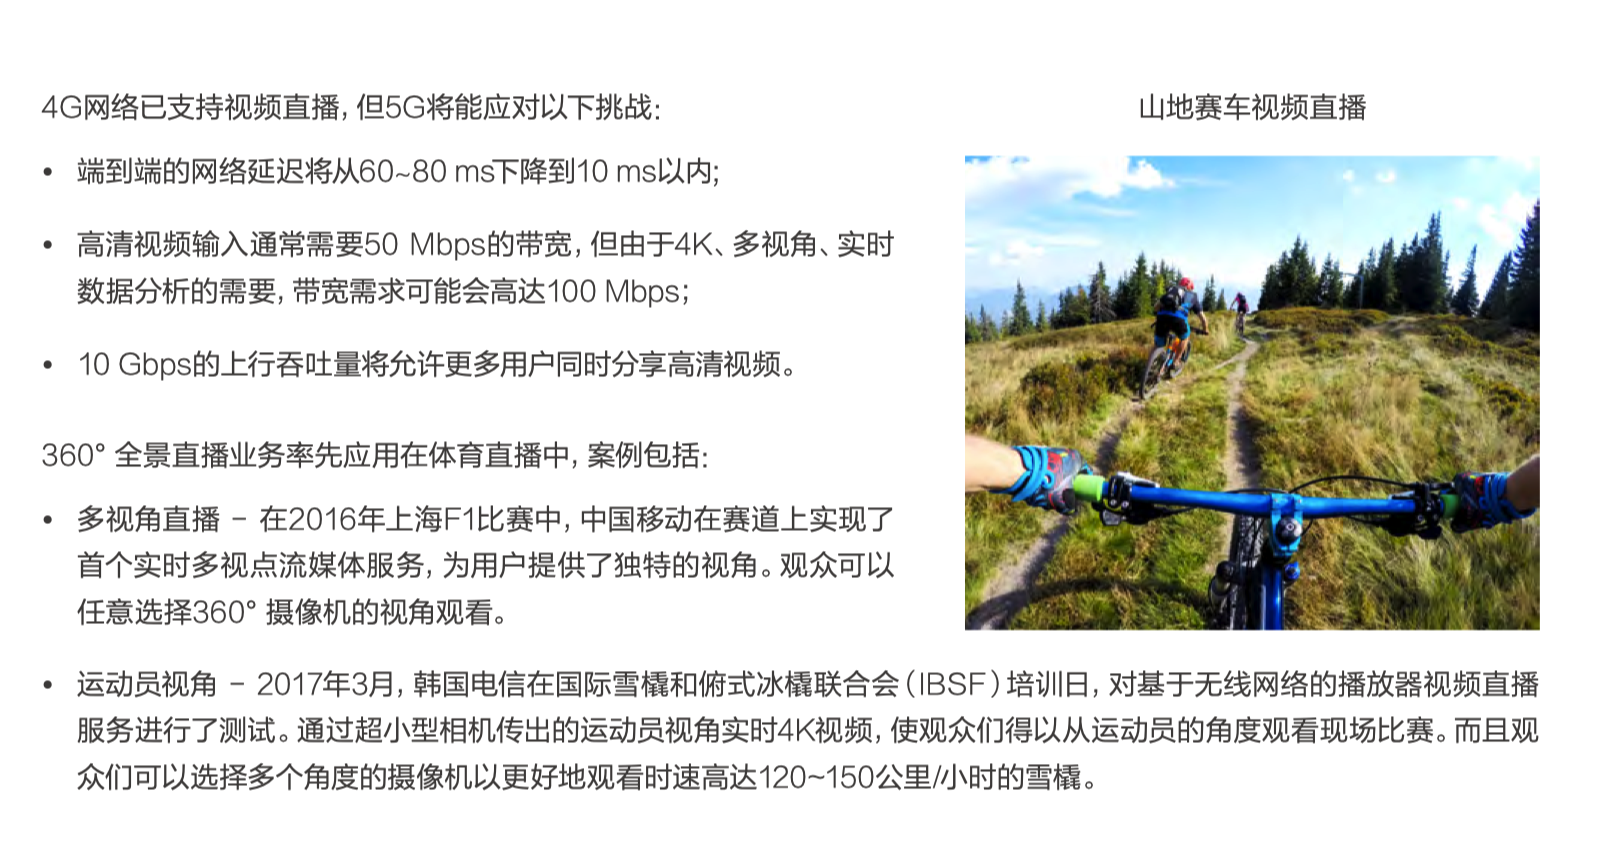 4G网络已支持视频直播，但5G将能应对以下挑战：
• 端到端的网络延迟将从60~80 ms下降到10 ms以内；
• 高清视频输入通常需要50 Mbps的带宽，但由于4K、多视角、实时
数据分析的需要，带宽需求可能会高达100 Mbps；
• 10 Gbps的上行吞吐量将允许更多用户同时分享高清视频。
360° 全景直播业务率先应用在体育直播中，案例包括：
• 多视角直播 – 在2016年上海F1比赛中，中国移动在赛道上实现了
首个实时多视点流媒体服务，为用户提供了独特的视角。观众可以
任意选择360° 摄像机的视角观看。
山地赛车视频直播
• 运动员视角 – 2017年3月，韩国电信在国际雪橇和俯式冰橇联合会（IBSF）培训日，对基于无线网络的播放器视频直播
服务进行了测试。通过超小型相机传出的运动员视角实时4K视频，使观众们得以从运动员的角度观看现场比赛。而且观
众们可以选择多个角度的摄像机以更好地观看时速高达120~150公里/小时的雪橇。